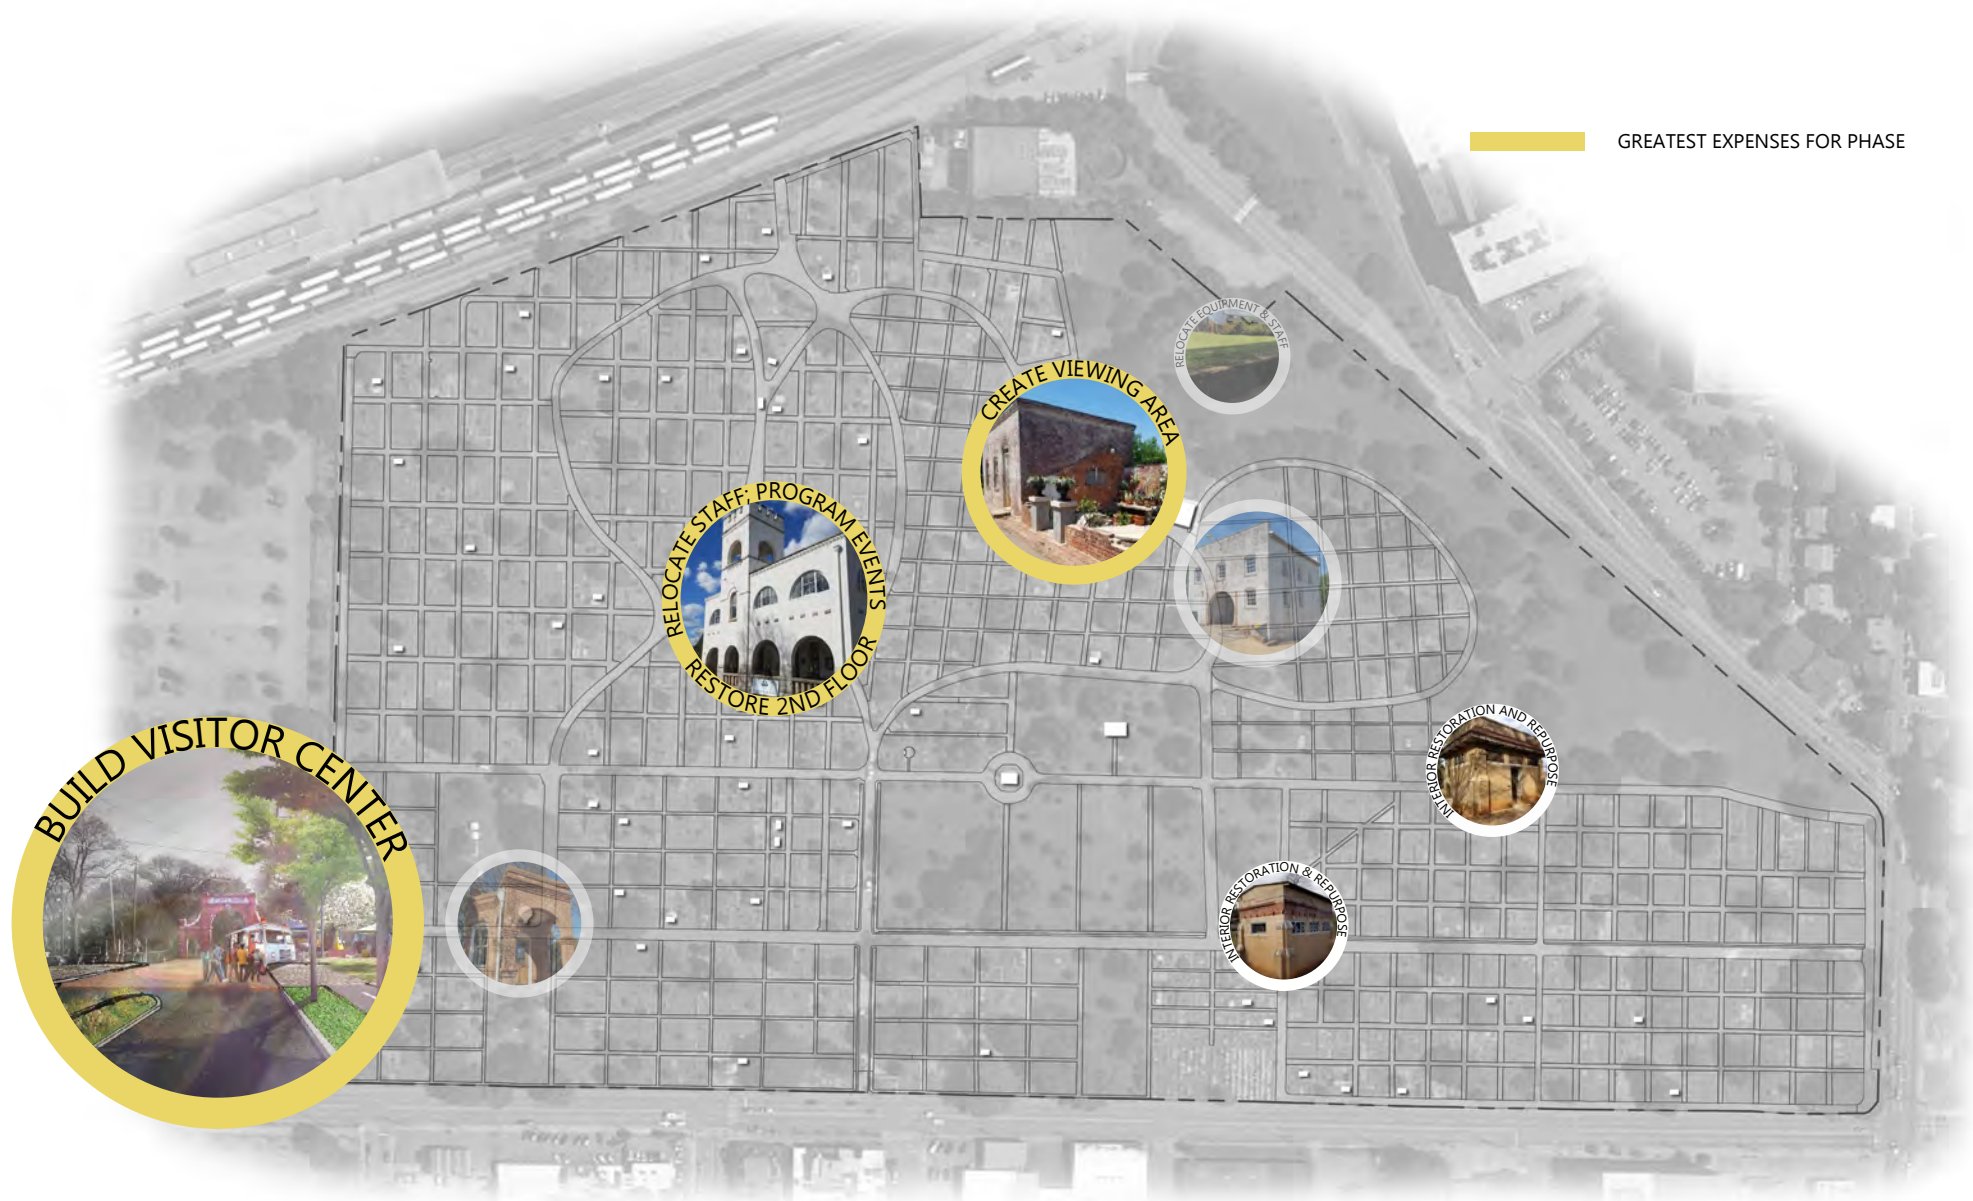 GREATEST EXPENSES FOR PHASE
RELOCATE EQUIPMENT & STAFF
CREATE VIEWING AREA
RELOCATE STAFF; PROGRAM EVENTS
RESTORE 2ND FLOOR
BUILD VISITOR CENTER
INTERIOR RESTORATION AND REPURPOSE
INTERIOR RESTORATION & REPURPOSE